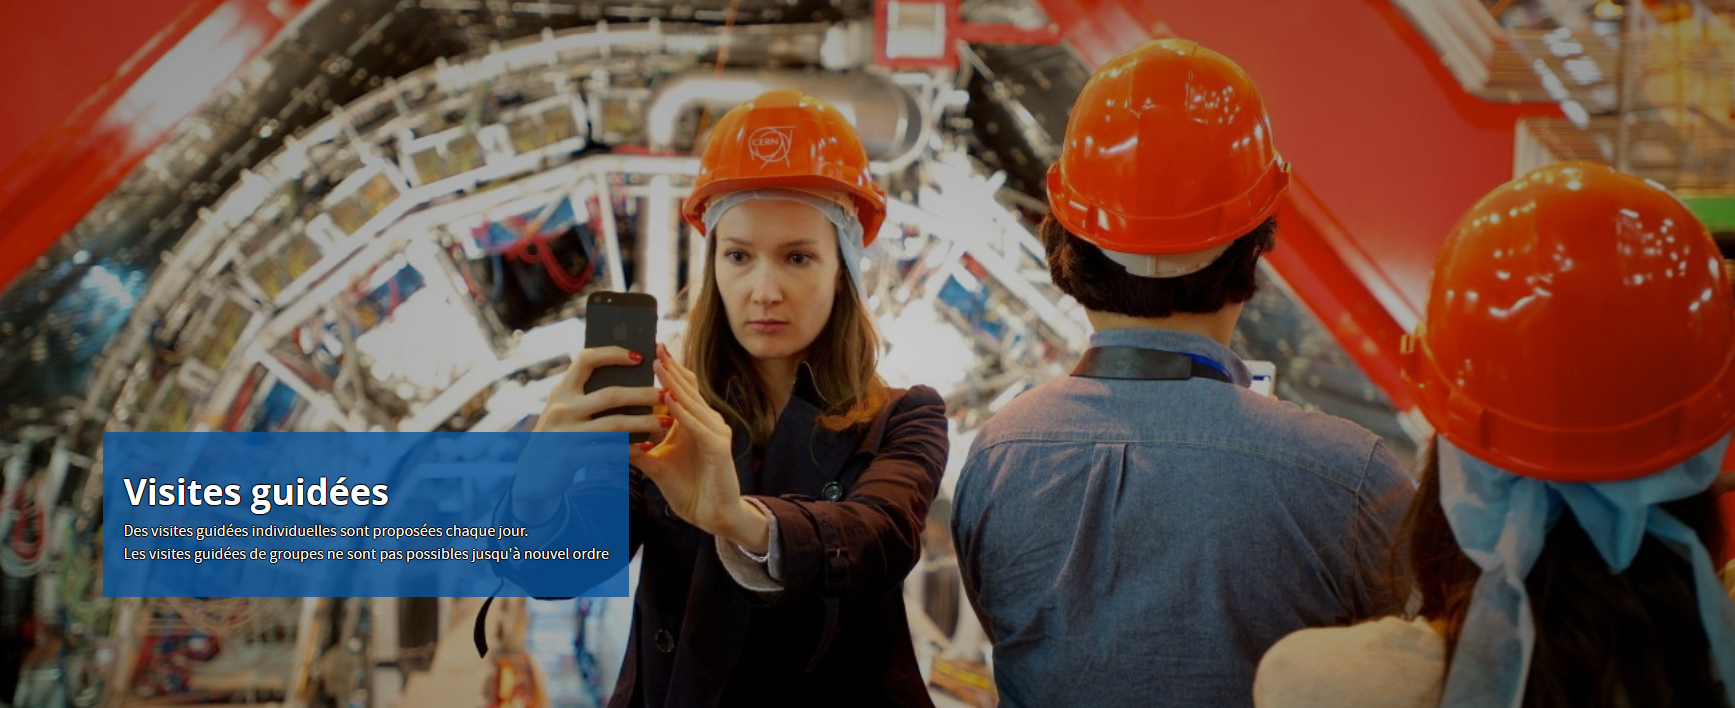 CERN
Visites guidées
Des visites guidées individuelles sont proposées chaque jour.
Les visites guidées de groupes ne sont pas possibles jusqu'à nouvel ordre